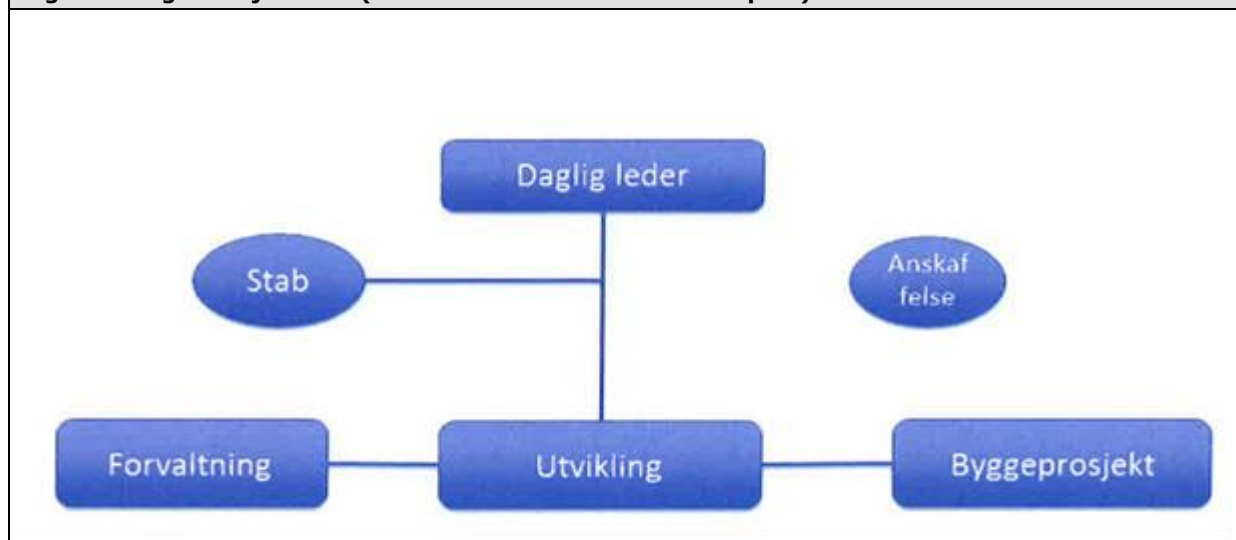 Daglig leder
Stab
Anskaf
felse
Forvaltning
Utvikling
Byggeprosjekt